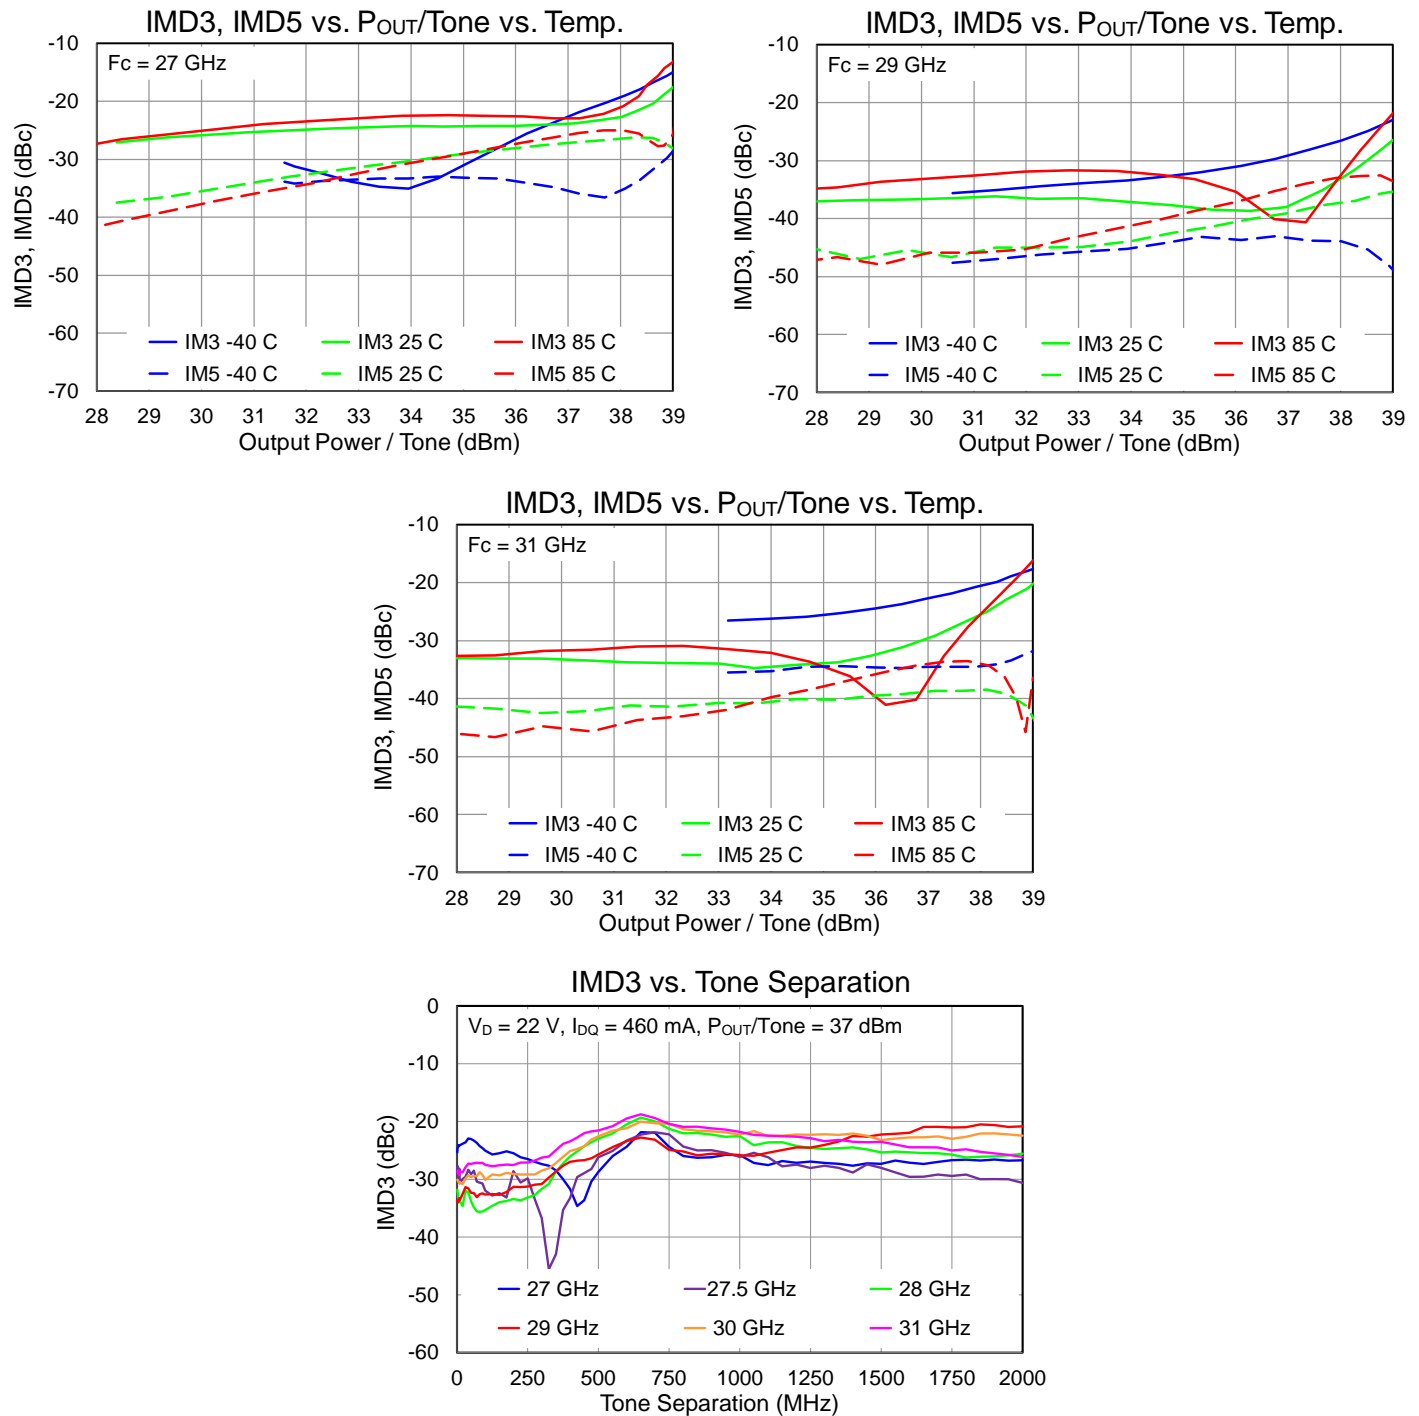 IMD3, IMD5 vs. POUT/Tone vs. Temp.
Fc = 27 GHz
IMD3, IMD5 (dBc)
-10
-20
-30
-40
-50
-60
-70
IM3 -40 C IM3 25 C IM3 85 C
IM5 -40 C IM5 25 C IM5 85 C
28 29 30 31 32 33 34 35 36 37 38 39
Output Power / Tone (dBm)
IMD3, IMD5 vs. POUT/Tone vs. Temp.
Fc = 29 GHz
IMD3, IMD5 (dBc)
-10
-20
-30
-40
-50
-60
-70
IM3 -40 C IM3 25 C IM3 85 C
IM5 -40 C IM5 25 C IM5 85 C
28 29 30 31 32 33 34 35 36 37 38 39
Output Power / Tone (dBm)
IMD3, IMD5 vs. POUT/Tone vs. Temp.
Fc = 31 GHz
IMD3, IMD5 (dBc)
-10
-20
-30
-40
-50
-60
-70
IM3 -40 C IM3 25 C IM3 85 C
IM5 -40 C IM5 25 C IM5 85 C
28 29 30 31 32 33 34 35 36 37 38 39
Output Power / Tone (dBm)
IMD3 vs. Tone Separation
VD = 22 V, IDQ = 460 mA, POUT/Tone = 37 dBm
IMD3 (dBc)
0
-10
-20
-30
-40
-50
-60
27 GHz 27.5 GHz 28 GHz
29 GHz 30 GHz 31 GHz
0 250 500 750 1000 1250 1500 1750 2000
Tone Separation (MHz)